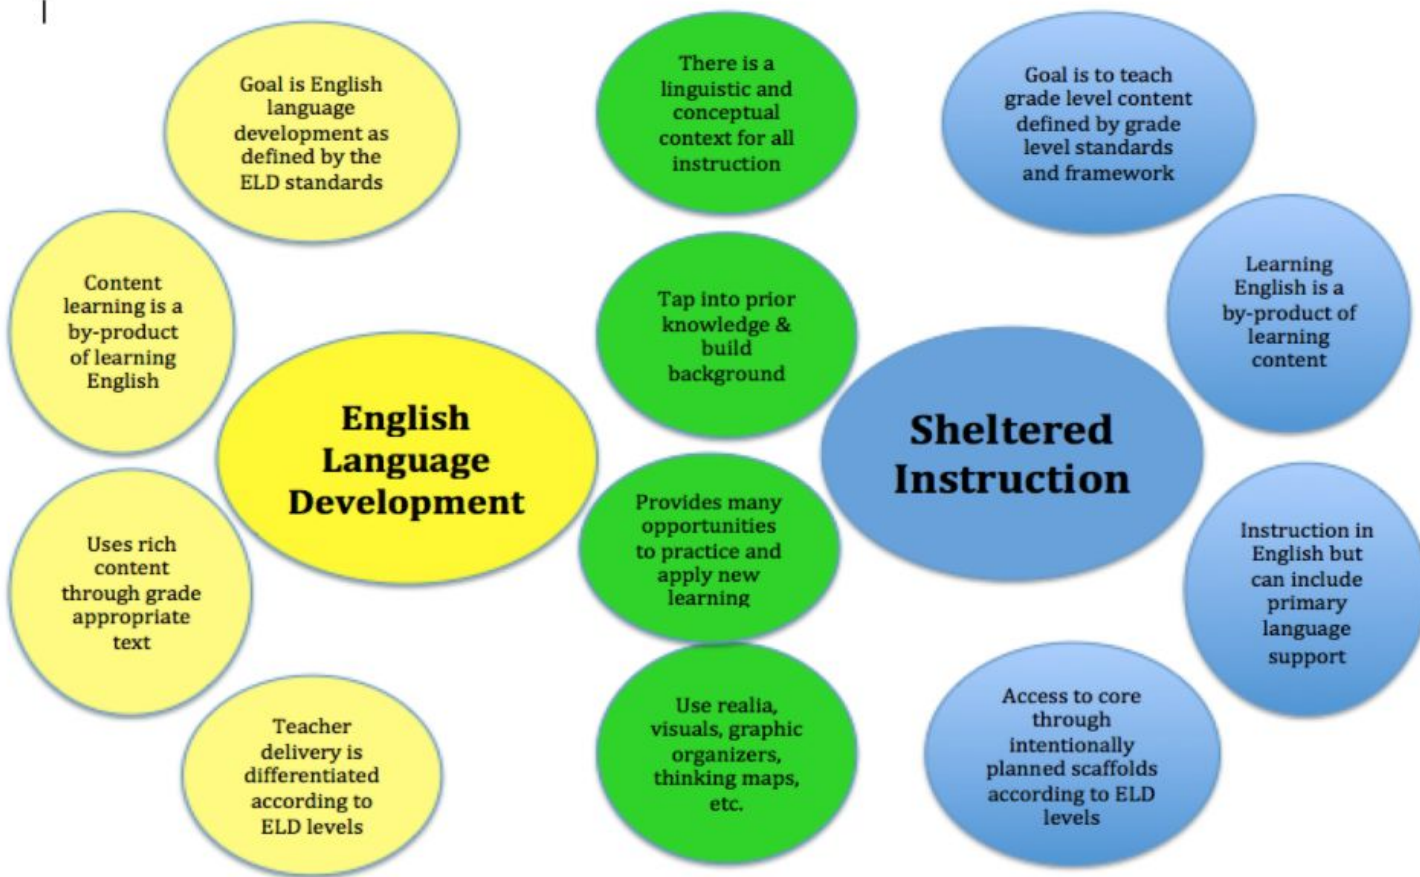 Goal is English
language
development as
defined by the
ELD standards
Content
learning is a
by-product
of learning
English
English
Language
Development
Uses rich
content
through grade
appropriate
text
Teacher
delivery is
differentiated
according to
ELD levels
There is a
linguistic and
conceptual
context for all
instruction
Tap into prior
knowledge &
build
background
Provides many
opportunities
to practice and
apply new
learning
Use realia,
visuals, graphic
organizers,
thinking maps,
etc.
Goal is to teach
grade level content
defined by grade
level standards
and framework
Learning
English is a
by-product of
learning
content
Sheltered
Instruction
Instruction in
English but
can include
primary
language
support
Access to core
through
intentionally
planned scaffolds
according to ELD
levels